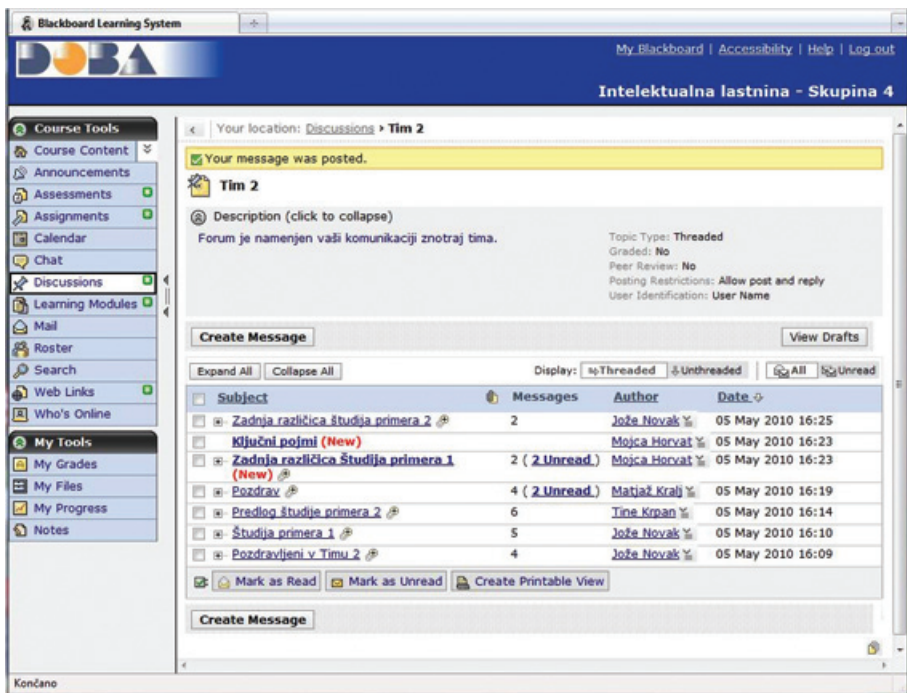 Blackboard Learning System
DOBA
My Blackboard | Accessibility | Help | Log out
Intelektualna lastnina - Skupina 4
Course Tools
Course Content
Announcements
Assessments
Assignments
Calendar
Chat
Discussions
Learning Modules
Mail
Roster
Search
Web Links
Who's Online
My Tools
My Grades
My Files
My Progress
Notes
Your location: Discussions › Tim 2
Your message was posted.
Tim 2
Description (click to collapse)
Forum je namenjen vaši komunikaciji znotraj tima.
Topic Type: Threaded
Graded: No
Peer Review: No
Posting Restrictions: Allow post and reply
User Identification: User Name
Create Message
View Drafts
Expand All Collapse All Display: Threaded Unthreaded All Unread
Subject Messages Author Date
Zadnja različica študija primera 2 2 Jože Novak 05 May 2010 16:25
Ključni pojmi (New) Mojca Horvat 05 May 2010 16:23
Zadnja različica Študija primera 1 2 ( 2 Unread ) Mojca Horvat 05 May 2010 16:23
(New)
Pozdrav 4 ( 2 Unread ) Matjaž Kralj 05 May 2010 16:19
Predlog študije primera 2 6 Tine Krpan 05 May 2010 16:14
Študija primera 1 5 Jože Novak 05 May 2010 16:10
Pozdravljeni v Timu 2 4 Jože Novak 05 May 2010 16:09
Mark as Read Mark as Unread Create Printable View
Create Message
Končano